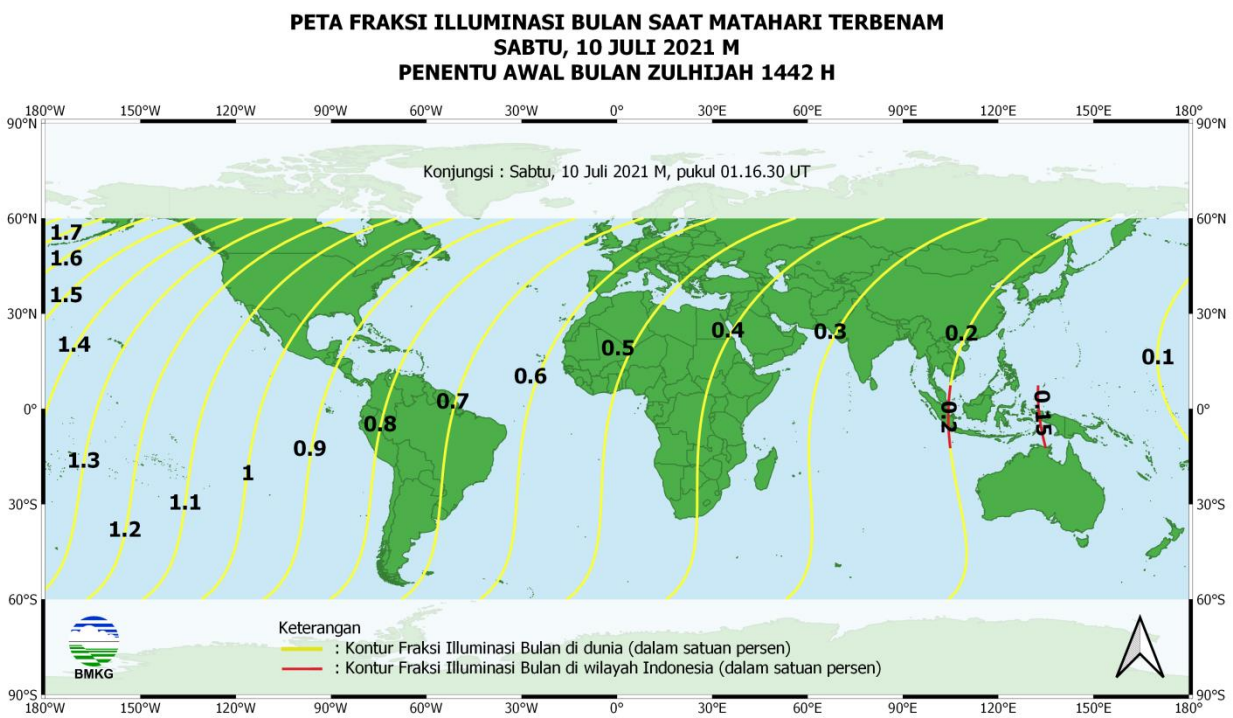 PETA FRAKSI ILLUMINASI BULAN SAAT MATAHARI TERBENAM
SABTU, 10 JULI 2021 M
PENENTU AWAL BULAN ZULHIJAH 1442 H
180°W 150°W 120°W 90°W 60°W 30°W 0° 30°E 60°E 90°E 120°E 150°E 180°
90°N 90°N
Konjungsi : Sabtu, 10 Juli 2021 M, pukul 01.16.30 UT
60°N 60°N
1.7
1.6
1.5
30°N 30°N
1.4 0.5 0.4 0.3 0.2 0.1
0.6
0.7
0° 0°
0.8 0.2 0.15
0.9
1.3 1
1.1
30°S 30°S
1.2
60°S 60°S
Keterangan
: Kontur Fraksi Illuminasi Bulan di dunia (dalam satuan persen)
: Kontur Fraksi Illuminasi Bulan di wilayah Indonesia (dalam satuan persen)
BMKG
90°S 90°S
180°W 150°W 120°W 90°W 60°W 30°W 0° 30°E 60°E 90°E 120°E 150°E 180°